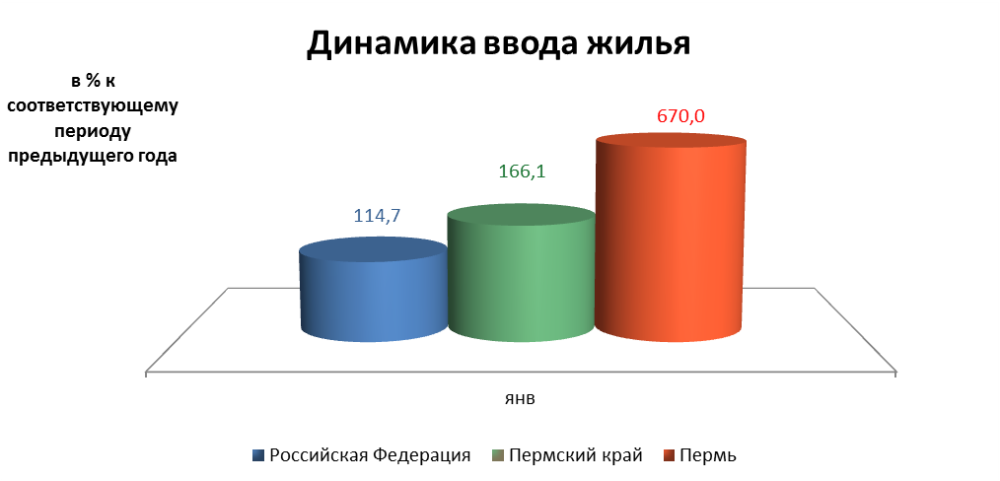 Динамика ввода жилья
в % к
соответствующему
периоду
предыдущего года
670,0
166,1
114,7
янв
Российская Федерация Пермский край Пермь